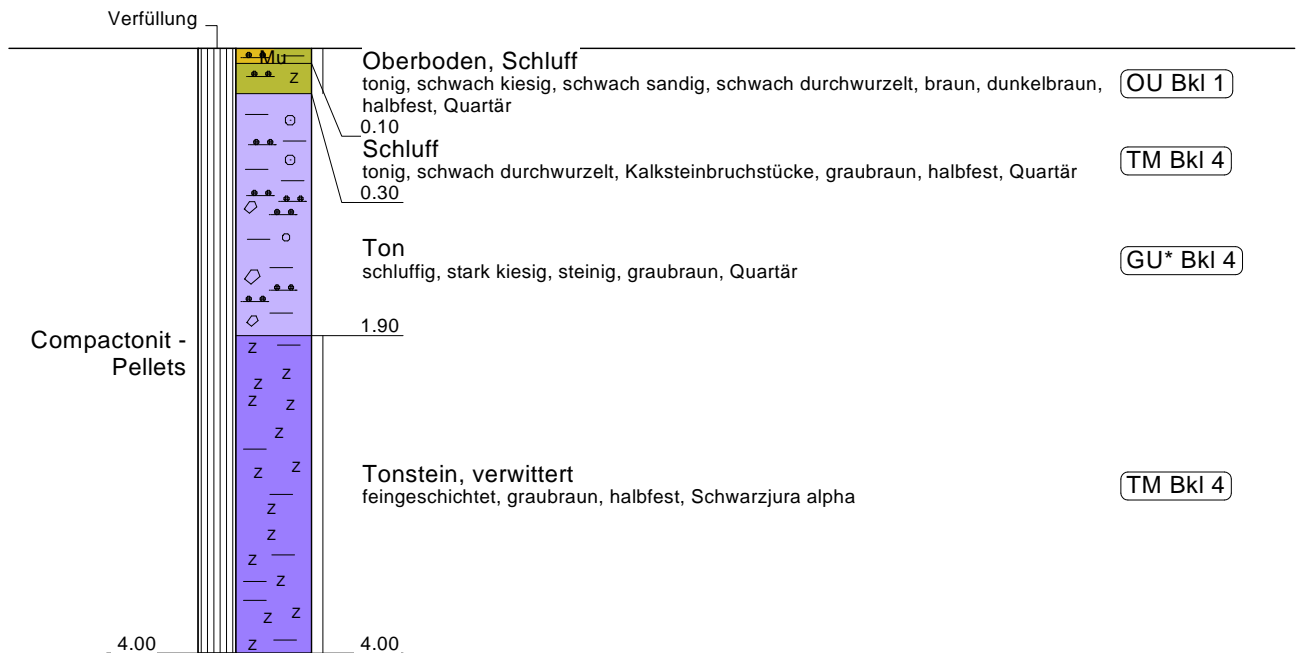 Verfüllung
Mu
Z
Oberboden, Schluff
tonig, schwach kiesig, schwach sandig, schwach durchwurzelt, braun, dunkelbraun,
halbfest, Quartär
OU Bkl 1
0.10
Schluff
tonig, schwach durchwurzelt, Kalksteinbruchstücke, graubraun, halbfest, Quartär
TM Bkl 4
0.30
Ton
schluffig, stark kiesig, steinig, graubraun, Quartär
GU* Bkl 4
1.90
Compactonit -
Pellets
Z
Z
Z
Z
Z
Z
Z
Z
Tonstein, verwittert
feingeschichtet, graubraun, halbfest, Schwarzjura alpha
TM Bkl 4
Z
Z
Z
Z
Z
Z
Z
4.00
4.00